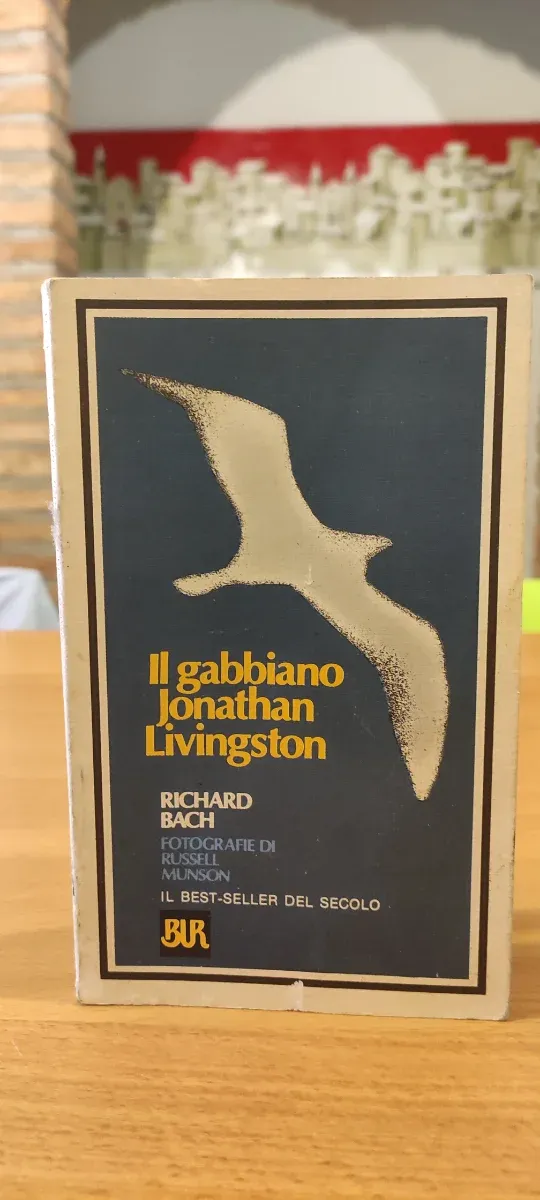 Il gabbiano
Jonathan
Livingston
RICHARD
BACH
FOTOGRAFIE DI
RUSSELL
MUNSON
IL BEST-SELLER DEL SECOLO
BUR